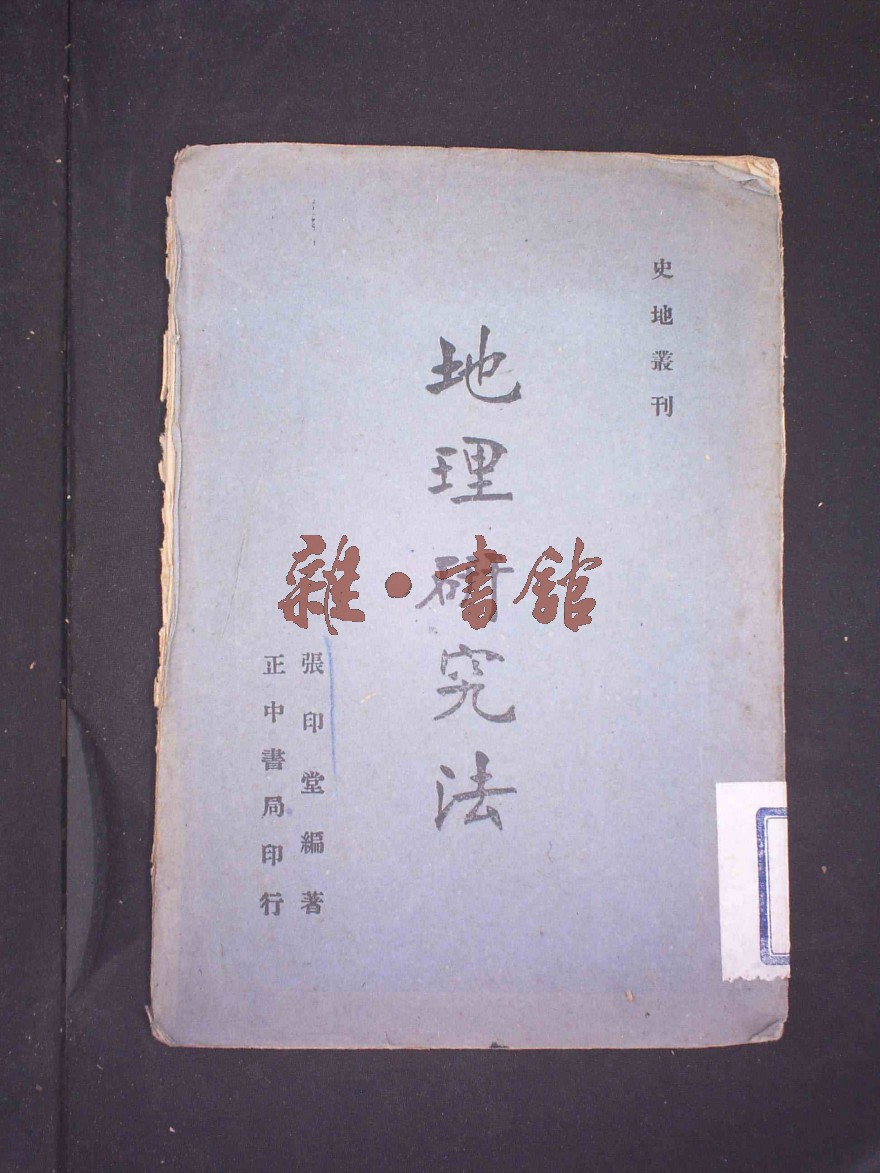 史地叢刊
地理研究法
張印堂編著
正中書局印行
雜·書館